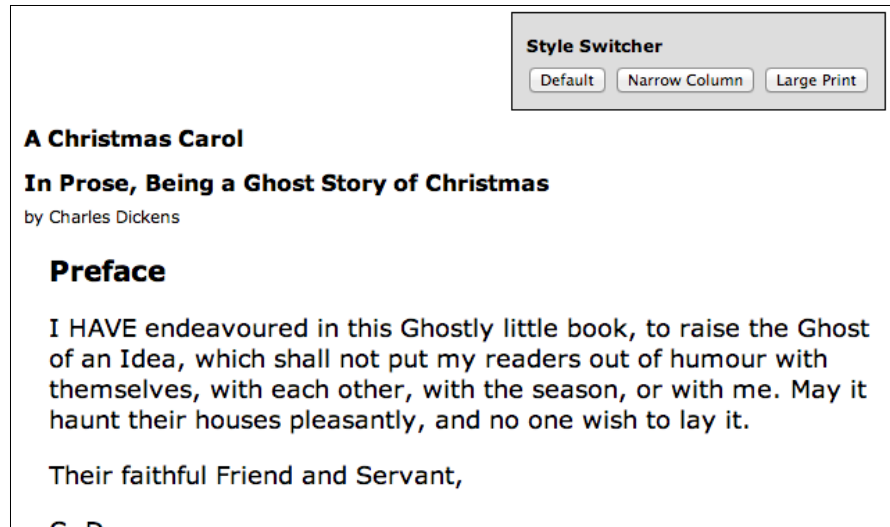 Style Switcher
Default Narrow Column Large Print
A Christmas Carol
In Prose, Being a Ghost Story of Christmas
by Charles Dickens
Preface
I HAVE endeavoured in this Ghostly little book, to raise the Ghost
of an Idea, which shall not put my readers out of humour with
themselves, with each other, with the season, or with me. May it
haunt their houses pleasantly, and no one wish to lay it.
Their faithful Friend and Servant,